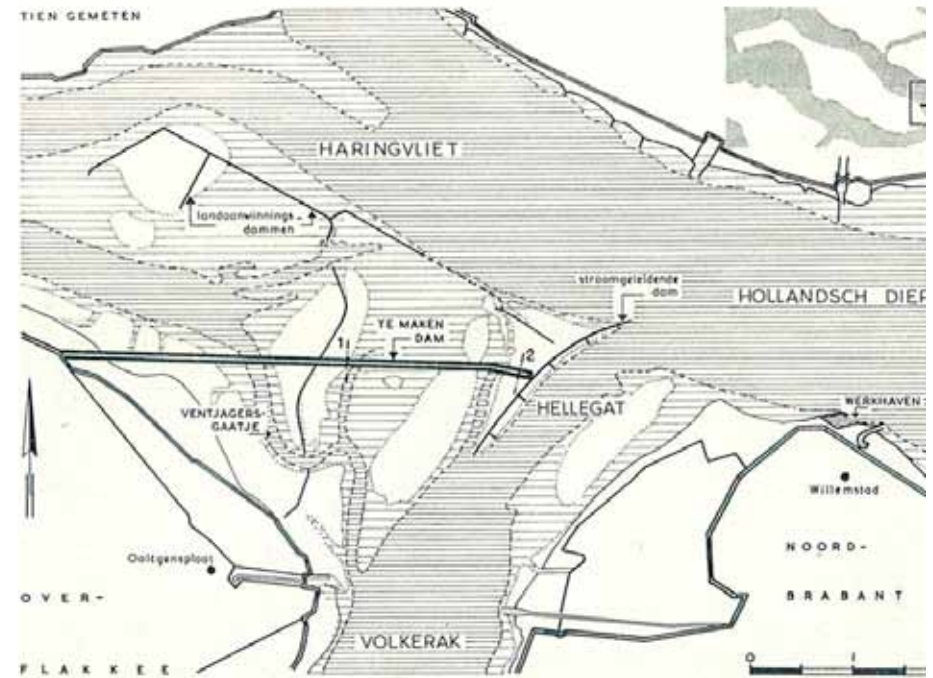 TIEN GEMETEN
HARINGVLIET
landaanwinnings-
dammen
stroomgeleidende
dam
HOLLANDSCH DIEP
TE MAKEN
DAM
1
2
VENTJAGERS-
GAATJE
HELLEGAT
WERKHAVEN
Willemstad
Ooltgensplaat
NOORD-
BRABANT
OVER-
FLAKKEE
VOLKERAK
0
1